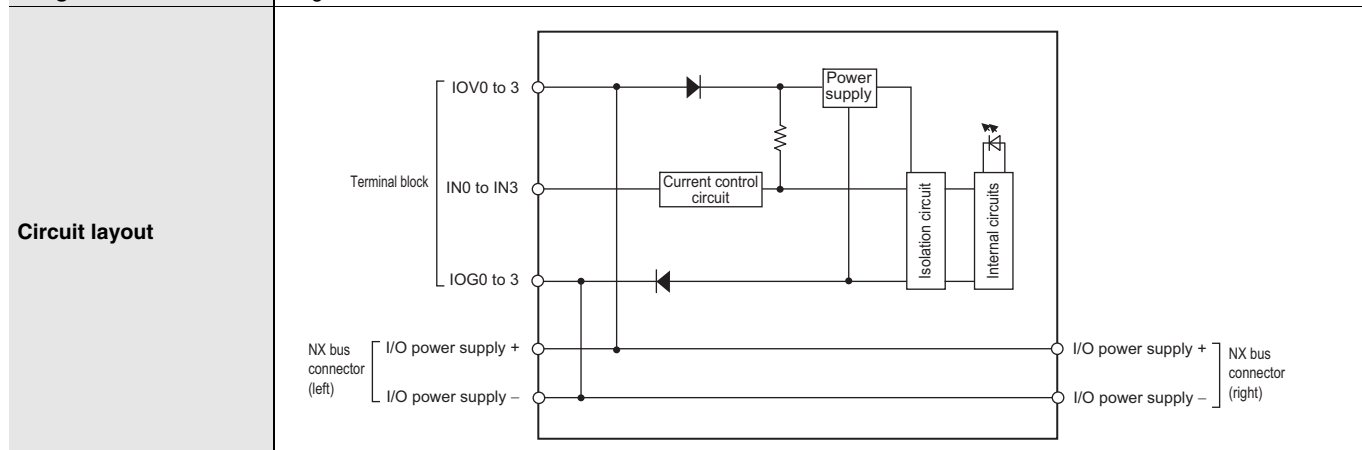 Circuit layout
Terminal block
IOV0 to 3
IN0 to IN3
IOG0 to 3
Power
supply
Current control
circuit
Isolation circuit
Internal circuits
NX bus
connector
(left)
I/O power supply +
I/O power supply –
I/O power supply +
I/O power supply –
NX bus
connector
(right)